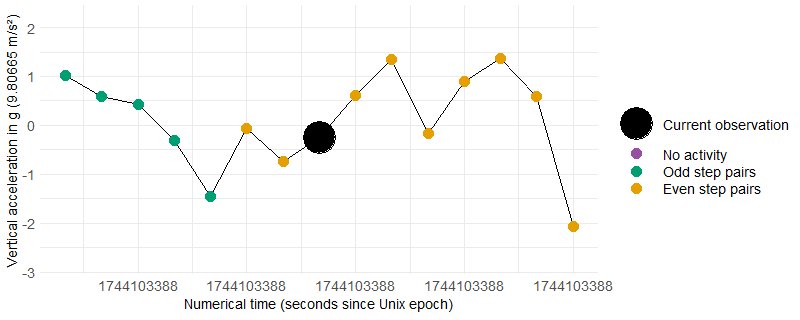 Vertical acceleration in g (9.80665 m/s²)
2
1
0
-1
-2
-3
1744103388 1744103388 1744103388 1744103388 1744103388
Numerical time (seconds since Unix epoch)
Current observation
No activity
Odd step pairs
Even step pairs